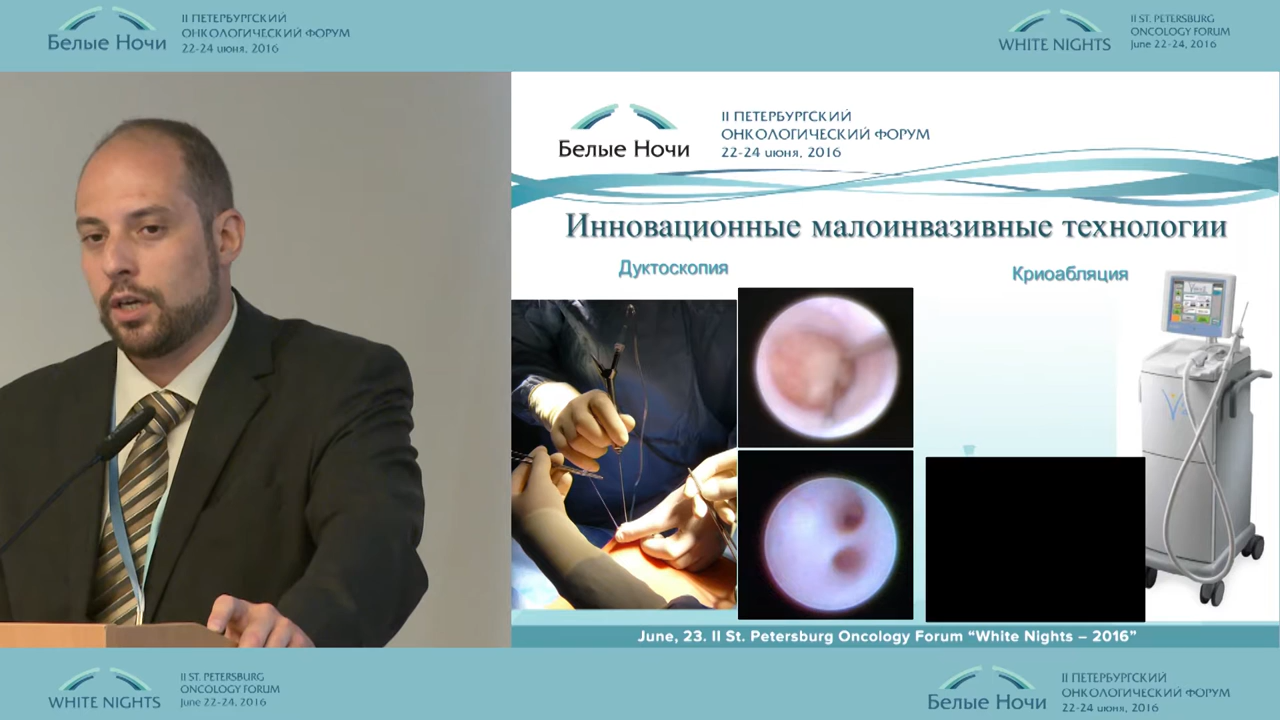 Белые Ночи
II ПЕТЕРБУРГСКИЙ
ОНКОЛОГИЧЕСКИЙ ФОРУМ
22-24 июня, 2016
WHITE NIGHTS
II ST. PETERSBURG
ONCOLOGY FORUM
June 22-24, 2016
Белые Ночи
II ПЕТЕРБУРГСКИЙ
ОНКОЛОГИЧЕСКИЙ ФОРУМ
22-24 июня, 2016
Инновационные малоинвазивные технологии
Дуктоскопия
Криоабляция
June, 23. II St. Petersburg Oncology Forum “White Nights – 2016”
WHITE NIGHTS
II ST. PETERSBURG
ONCOLOGY FORUM
June 22-24, 2016
Белые Ночи
II ПЕТЕРБУРГСКИЙ
ОНКОЛОГИЧЕСКИЙ ФОРУМ
22-24 июня, 2016